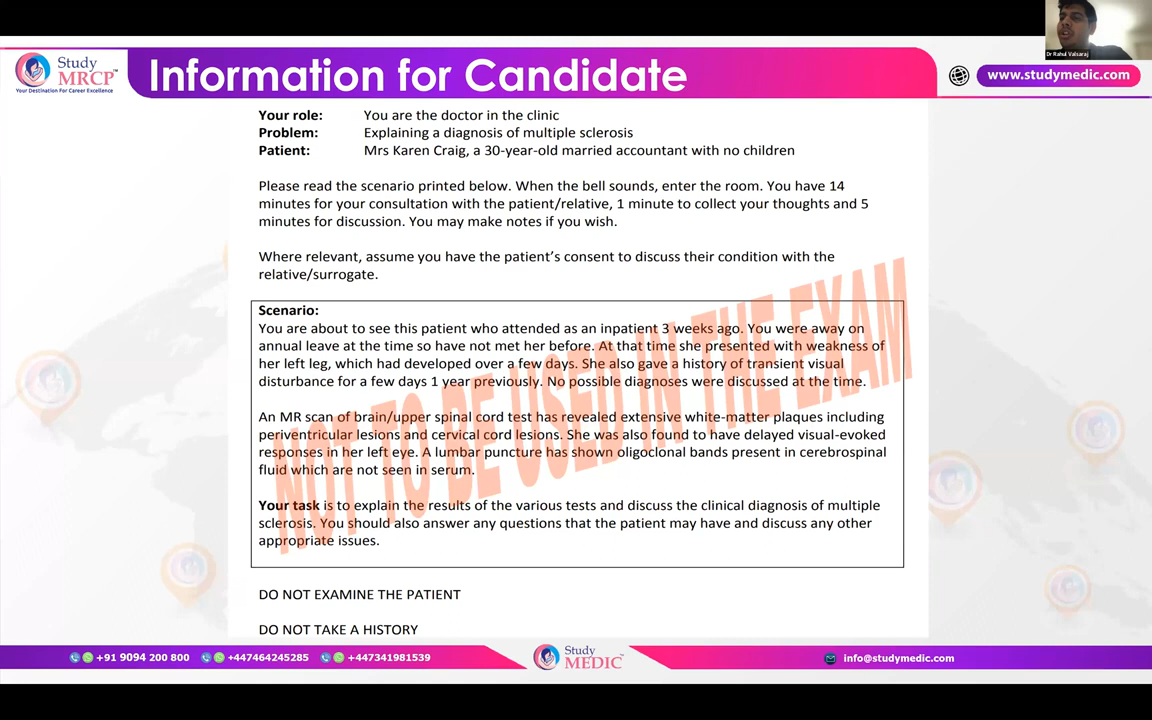 Dr Rahul Valsaraj
Study
MRCP™
Your Destination For Career Excellence
Information for Candidate
www.studymedic.com
Your role: You are the doctor in the clinic
Problem: Explaining a diagnosis of multiple sclerosis
Patient: Mrs Karen Craig, a 30-year-old married accountant with no children
Please read the scenario printed below. When the bell sounds, enter the room. You have 14
minutes for your consultation with the patient/relative, 1 minute to collect your thoughts and 5
minutes for discussion. You may make notes if you wish.
Where relevant, assume you have the patient's consent to discuss their condition with the
relative/surrogate.
Scenario:
You are about to see this patient who attended as an inpatient 3 weeks ago. You were away on
annual leave at the time so have not met her before. At that time she presented with weakness of
her left leg, which had developed over a few days. She also gave a history of transient visual
disturbance for a few days 1 year previously. No possible diagnoses were discussed at the time.
An MR scan of brain/upper spinal cord test has revealed extensive white-matter plaques including
periventricular lesions and cervical cord lesions. She was also found to have delayed visual-evoked
responses in her left eye. A lumbar puncture has shown oligoclonal bands present in cerebrospinal
fluid which are not seen in serum.
Your task is to explain the results of the various tests and discuss the clinical diagnosis of multiple
sclerosis. You should also answer any questions that the patient may have and discuss any other
appropriate issues.
NOT TO BE USED IN THE EXAM
DO NOT EXAMINE THE PATIENT
DO NOT TAKE A HISTORY
+91 9094 200 800 +447464245285 +447341981539
Study
MEDIC
info@studymedic.com